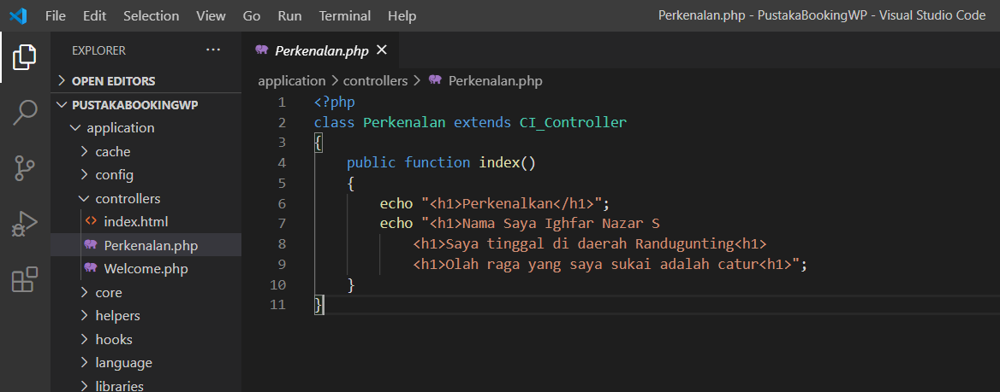 File Edit Selection View Go Run Terminal Help Perkenalan.php - PustakaBookingWP - Visual Studio Code
EXPLORER ···
OPEN EDITORS
PUSTAKABOOKINGWP
application
cache
config
controllers
index.html
Perkenalan.php
Welcome.php
core
helpers
hooks
language
libraries
Perkenalan.php
application > controllers > Perkenalan.php
1 <?php
2 class Perkenalan extends CI_Controller
3 {
4 public function index()
5 {
6 echo "<h1>Perkenalkan</h1>";
7 echo "<h1>Nama Saya Ighfar Nazar S
8 <h1>Saya tinggal di daerah Randugunting<h1>
9 <h1>Olah raga yang saya sukai adalah catur<h1>";
10 }
11 }